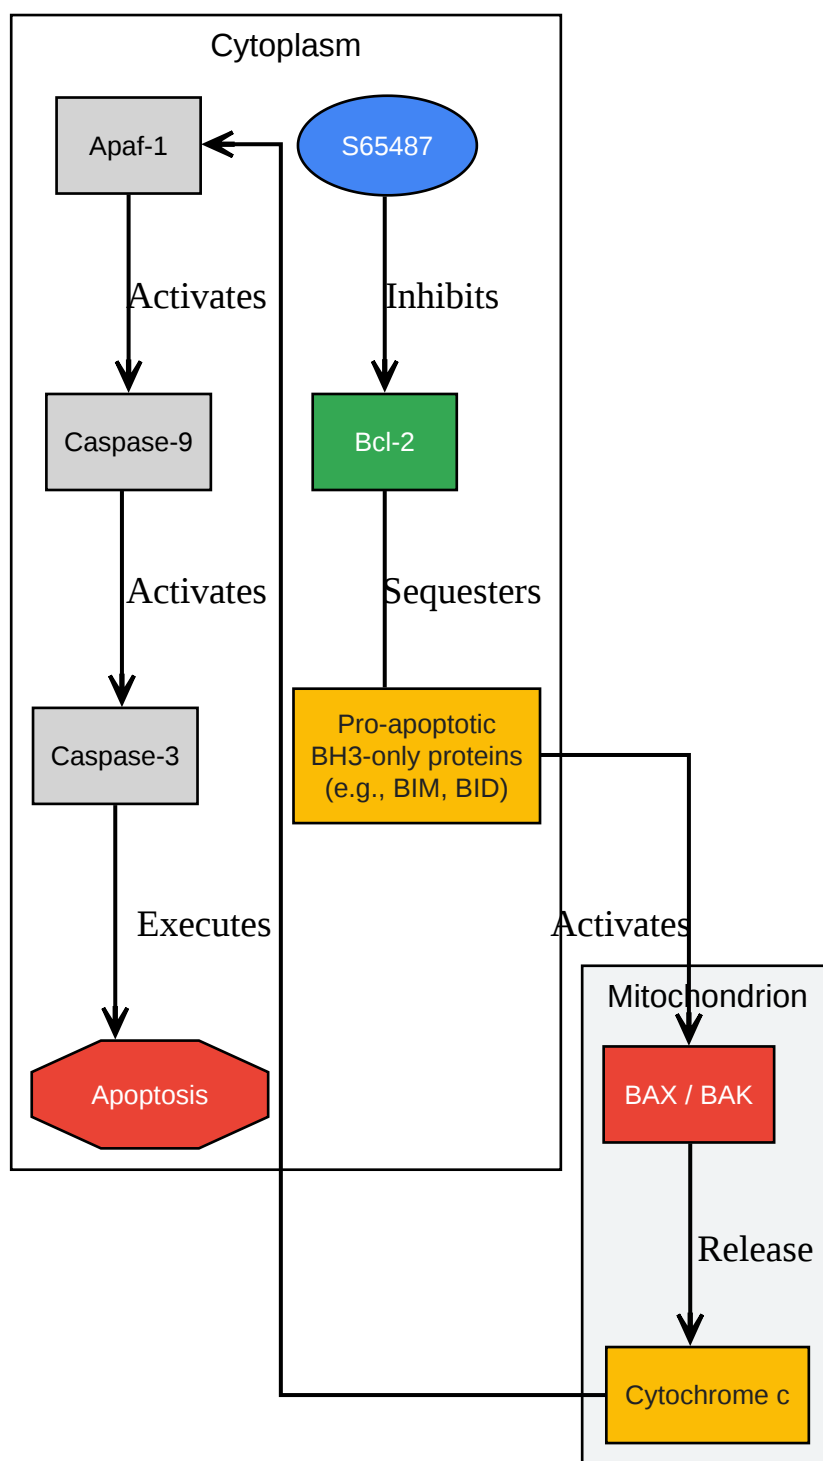 Cytoplasm
Apaf-1
S65487
Activates
Inhibits
Caspase-9
Bcl-2
Activates
Sequesters
Caspase-3
Pro-apoptotic
BH3-only proteins
(e.g., BIM, BID)
Executes
Activates
Mitochondrion
Apoptosis
BAX / BAK
Release
Cytochrome c